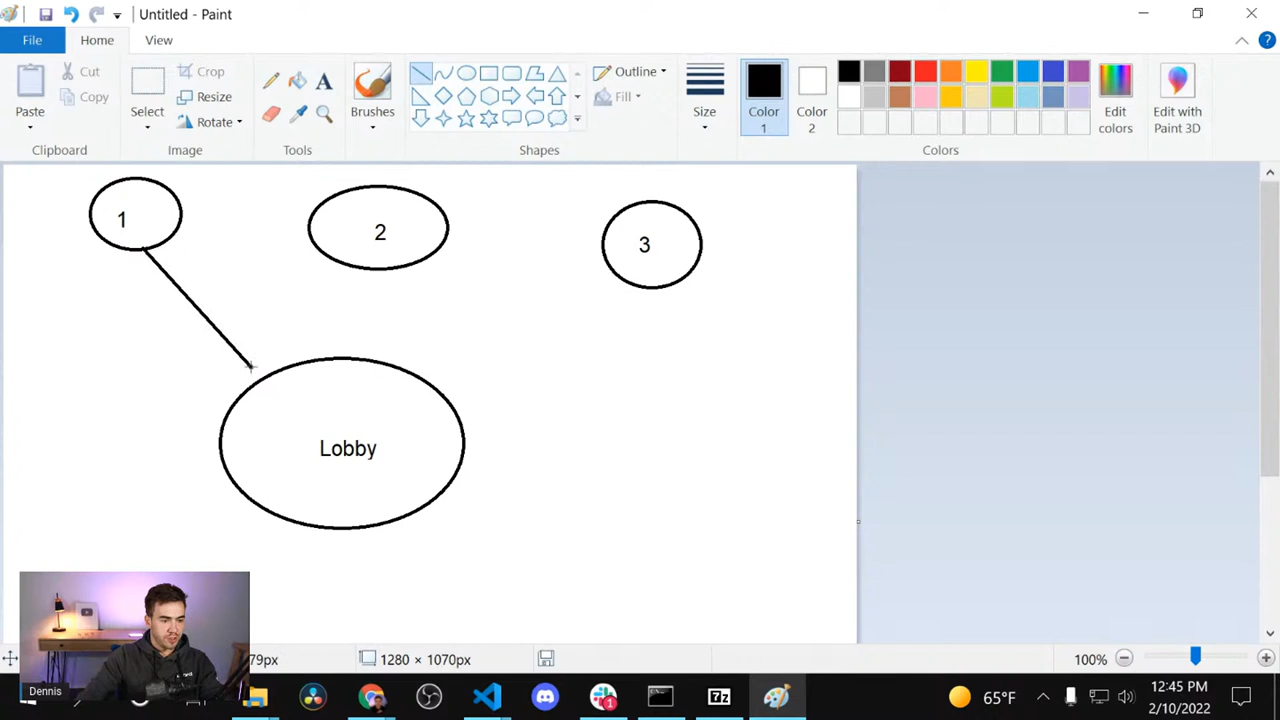 Untitled - Paint
File Home View
Paste
Cut
Copy
Clipboard
Select
Crop
Resize
Rotate
Image
Tools
Brushes
Shapes
Outline
Fill
Size
Color 1
Color 2
Edit colors
Edit with Paint 3D
Colors
1
2
3
Lobby
Dennis
79px
1280 × 1070px
100%
65°F
12:45 PM
2/10/2022